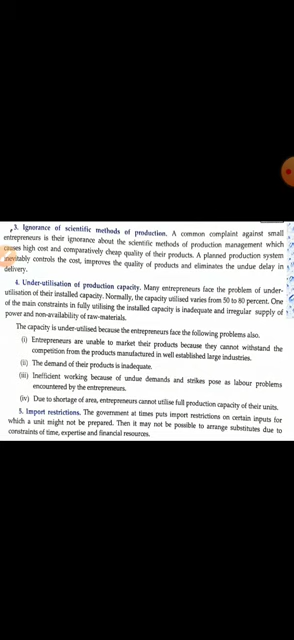 3. Ignorance of scientific methods of production. A common complaint against small
entrepreneurs is their ignorance about the scientific methods of production management which
causes high cost and comparatively cheap quality of their products. A planned production system
inevitably controls the cost, improves the quality of products and eliminates the undue delay in
delivery.
4. Under-utilisation of production capacity. Many entrepreneurs face the problem of under-
utilisation of their installed capacity. Normally, the capacity utilised varies from 50 to 80 percent. One
of the main constraints in fully utilising the installed capacity is inadequate and irregular supply of
power and non-availability of raw-materials.
The capacity is under-utilised because the entrepreneurs face the following problems also.
(i) Entrepreneurs are unable to market their products because they cannot withstand the
competition from the products manufactured in well established large industries.
(ii) The demand of their products is inadequate.
(iii) Inefficient working because of undue demands and strikes pose as labour problems
encountered by the entrepreneurs.
(iv) Due to shortage of area, entrepreneurs cannot utilise full production capacity of their units.
5. Import restrictions. The government at times puts import restrictions on certain inputs for
which a unit might not be prepared. Then it may not be possible to arrange substitutes due to
constraints of time, expertise and financial resources.